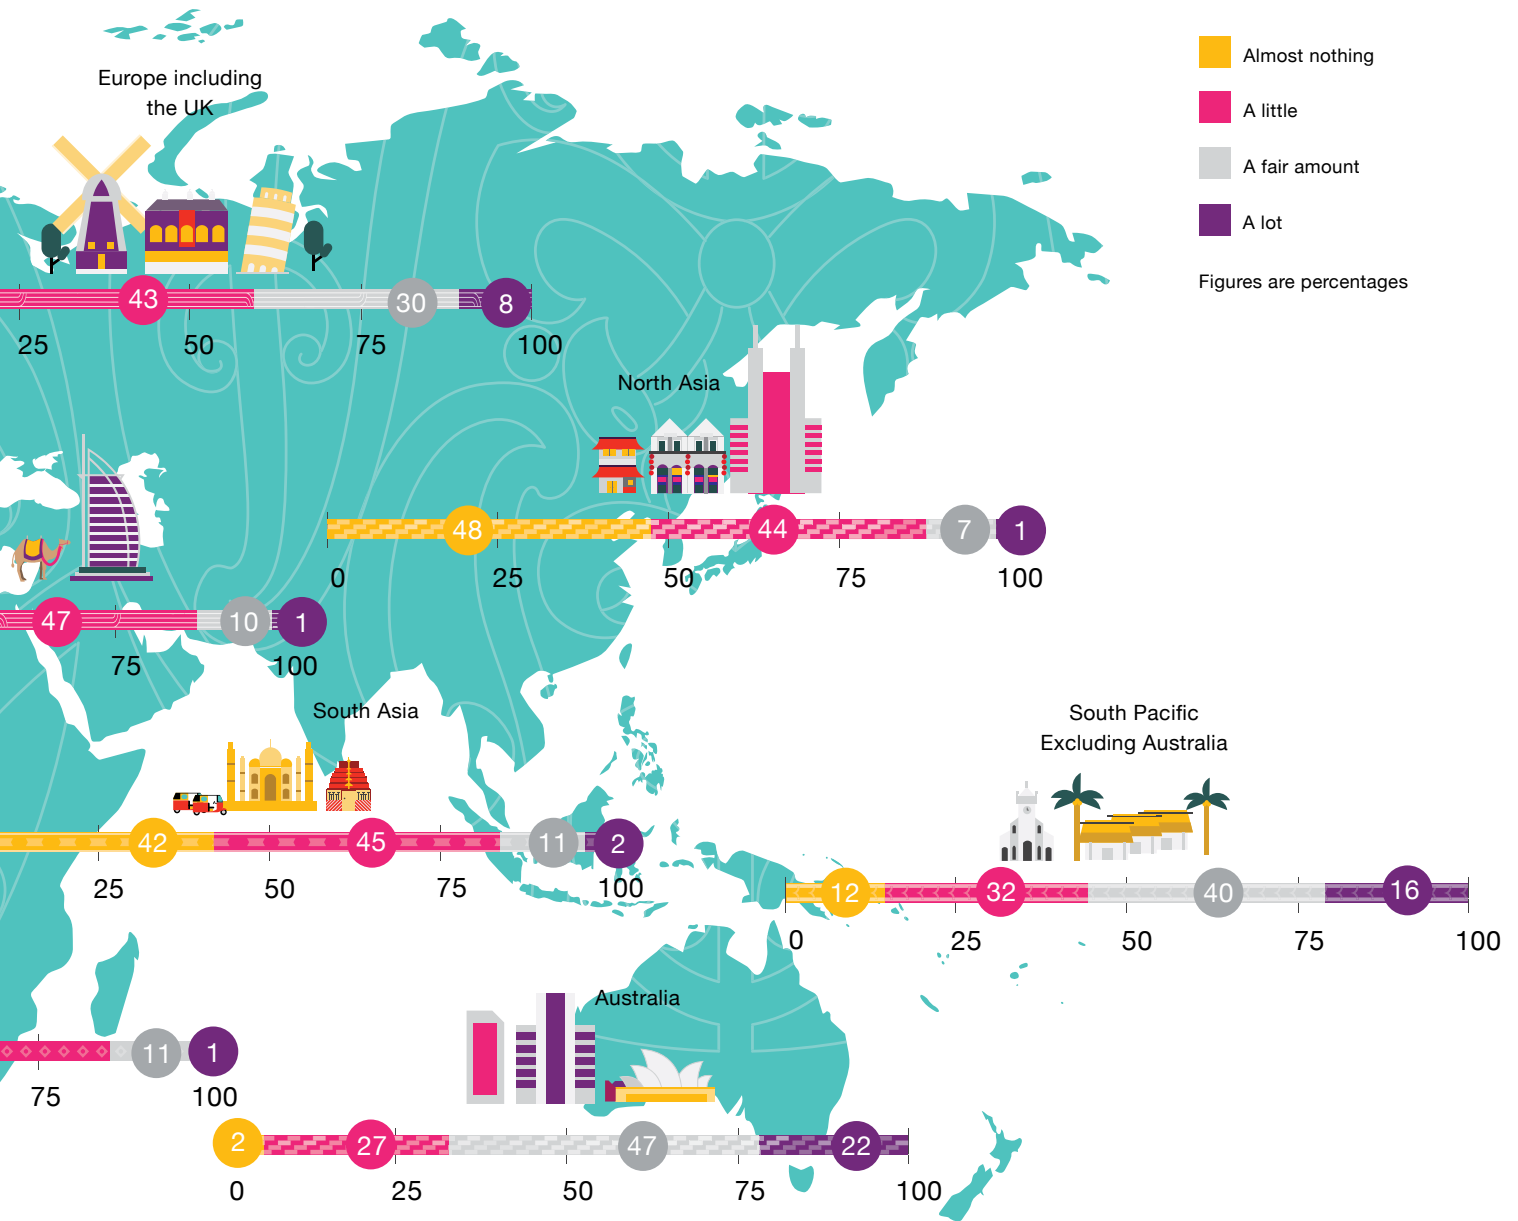 Almost nothing
A little
A fair amount
A lot
Figures are percentages
Europe including
the UK
43 30 8
25 50 75 100
North Asia
48 44 7 1
0 25 50 75 100
47 10 1
75 100
South Asia
42 45 11 2
25 50 75 100
South Pacific
Excluding Australia
12 32 40 16
0 25 50 75 100
11 1
75 100
Australia
2 27 47 22
0 25 50 75 100